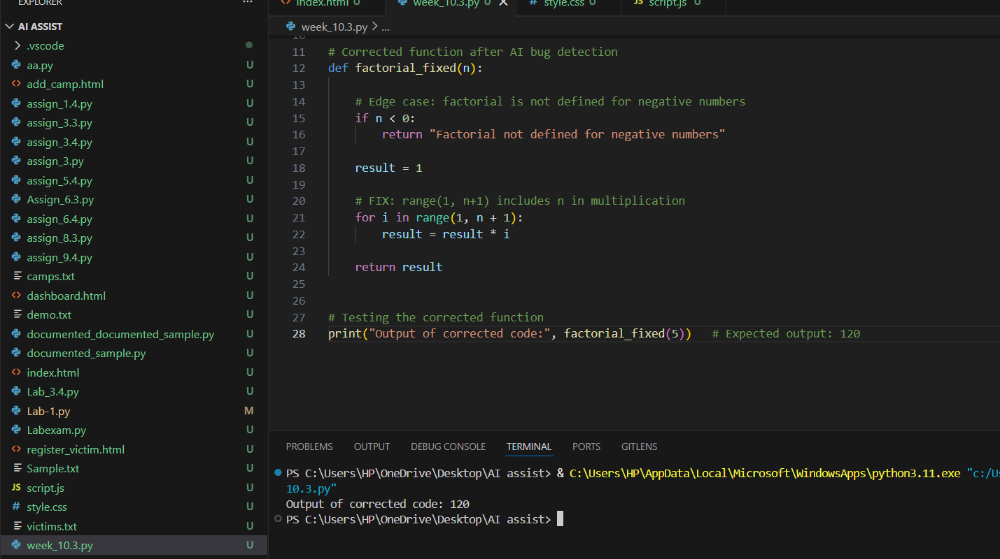 EXPLORER
...
AI ASSIST
.vscode
aa.py U
add_camp.html U
assign_1.4.py U
assign_3.3.py U
assign_3.4.py U
assign_3.py U
assign_5.4.py U
Assign_6.3.py U
assign_6.4.py U
assign_8.3.py U
assign_9.4.py U
camps.txt U
dashboard.html U
demo.txt U
documented_documented_sample.py U
documented_sample.py U
index.html U
Lab_3.4.py U
Lab-1.py M
Labexam.py U
register_victim.html U
Sample.txt U
JS script.js U
# style.css U
victims.txt U
week_10.3.py U
index.html U
week_10.3.py U
# style.css U
JS script.js U
week_10.3.py > ...
10
11 # Corrected function after AI bug detection
12 def factorial_fixed(n):
13
14 # Edge case: factorial is not defined for negative numbers
15 if n < 0:
16 return "Factorial not defined for negative numbers"
17
18 result = 1
19
20 # FIX: range(1, n+1) includes n in multiplication
21 for i in range(1, n + 1):
22 result = result * i
23
24 return result
25
26
27 # Testing the corrected function
28 print("Output of corrected code:", factorial_fixed(5)) # Expected output: 120
PROBLEMS OUTPUT DEBUG CONSOLE TERMINAL PORTS GITLENS
PS C:\Users\HP\OneDrive\Desktop\AI assist> & C:\Users\HP\AppData\Local\Microsoft\WindowsApps\python3.11.exe "c:/Us
10.3.py"
Output of corrected code: 120
PS C:\Users\HP\OneDrive\Desktop\AI assist>